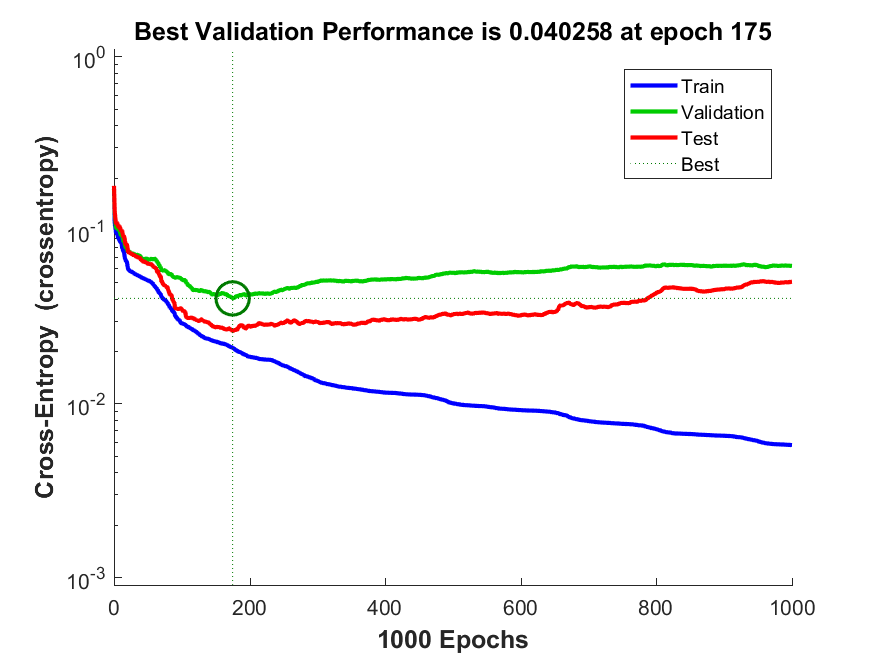 Best Validation Performance is 0.040258 at epoch 175
Cross-Entropy (crossentropy)
10^0
10^-1
10^-2
10^-3
Train
Validation
Test
Best
0 200 400 600 800 1000
1000 Epochs